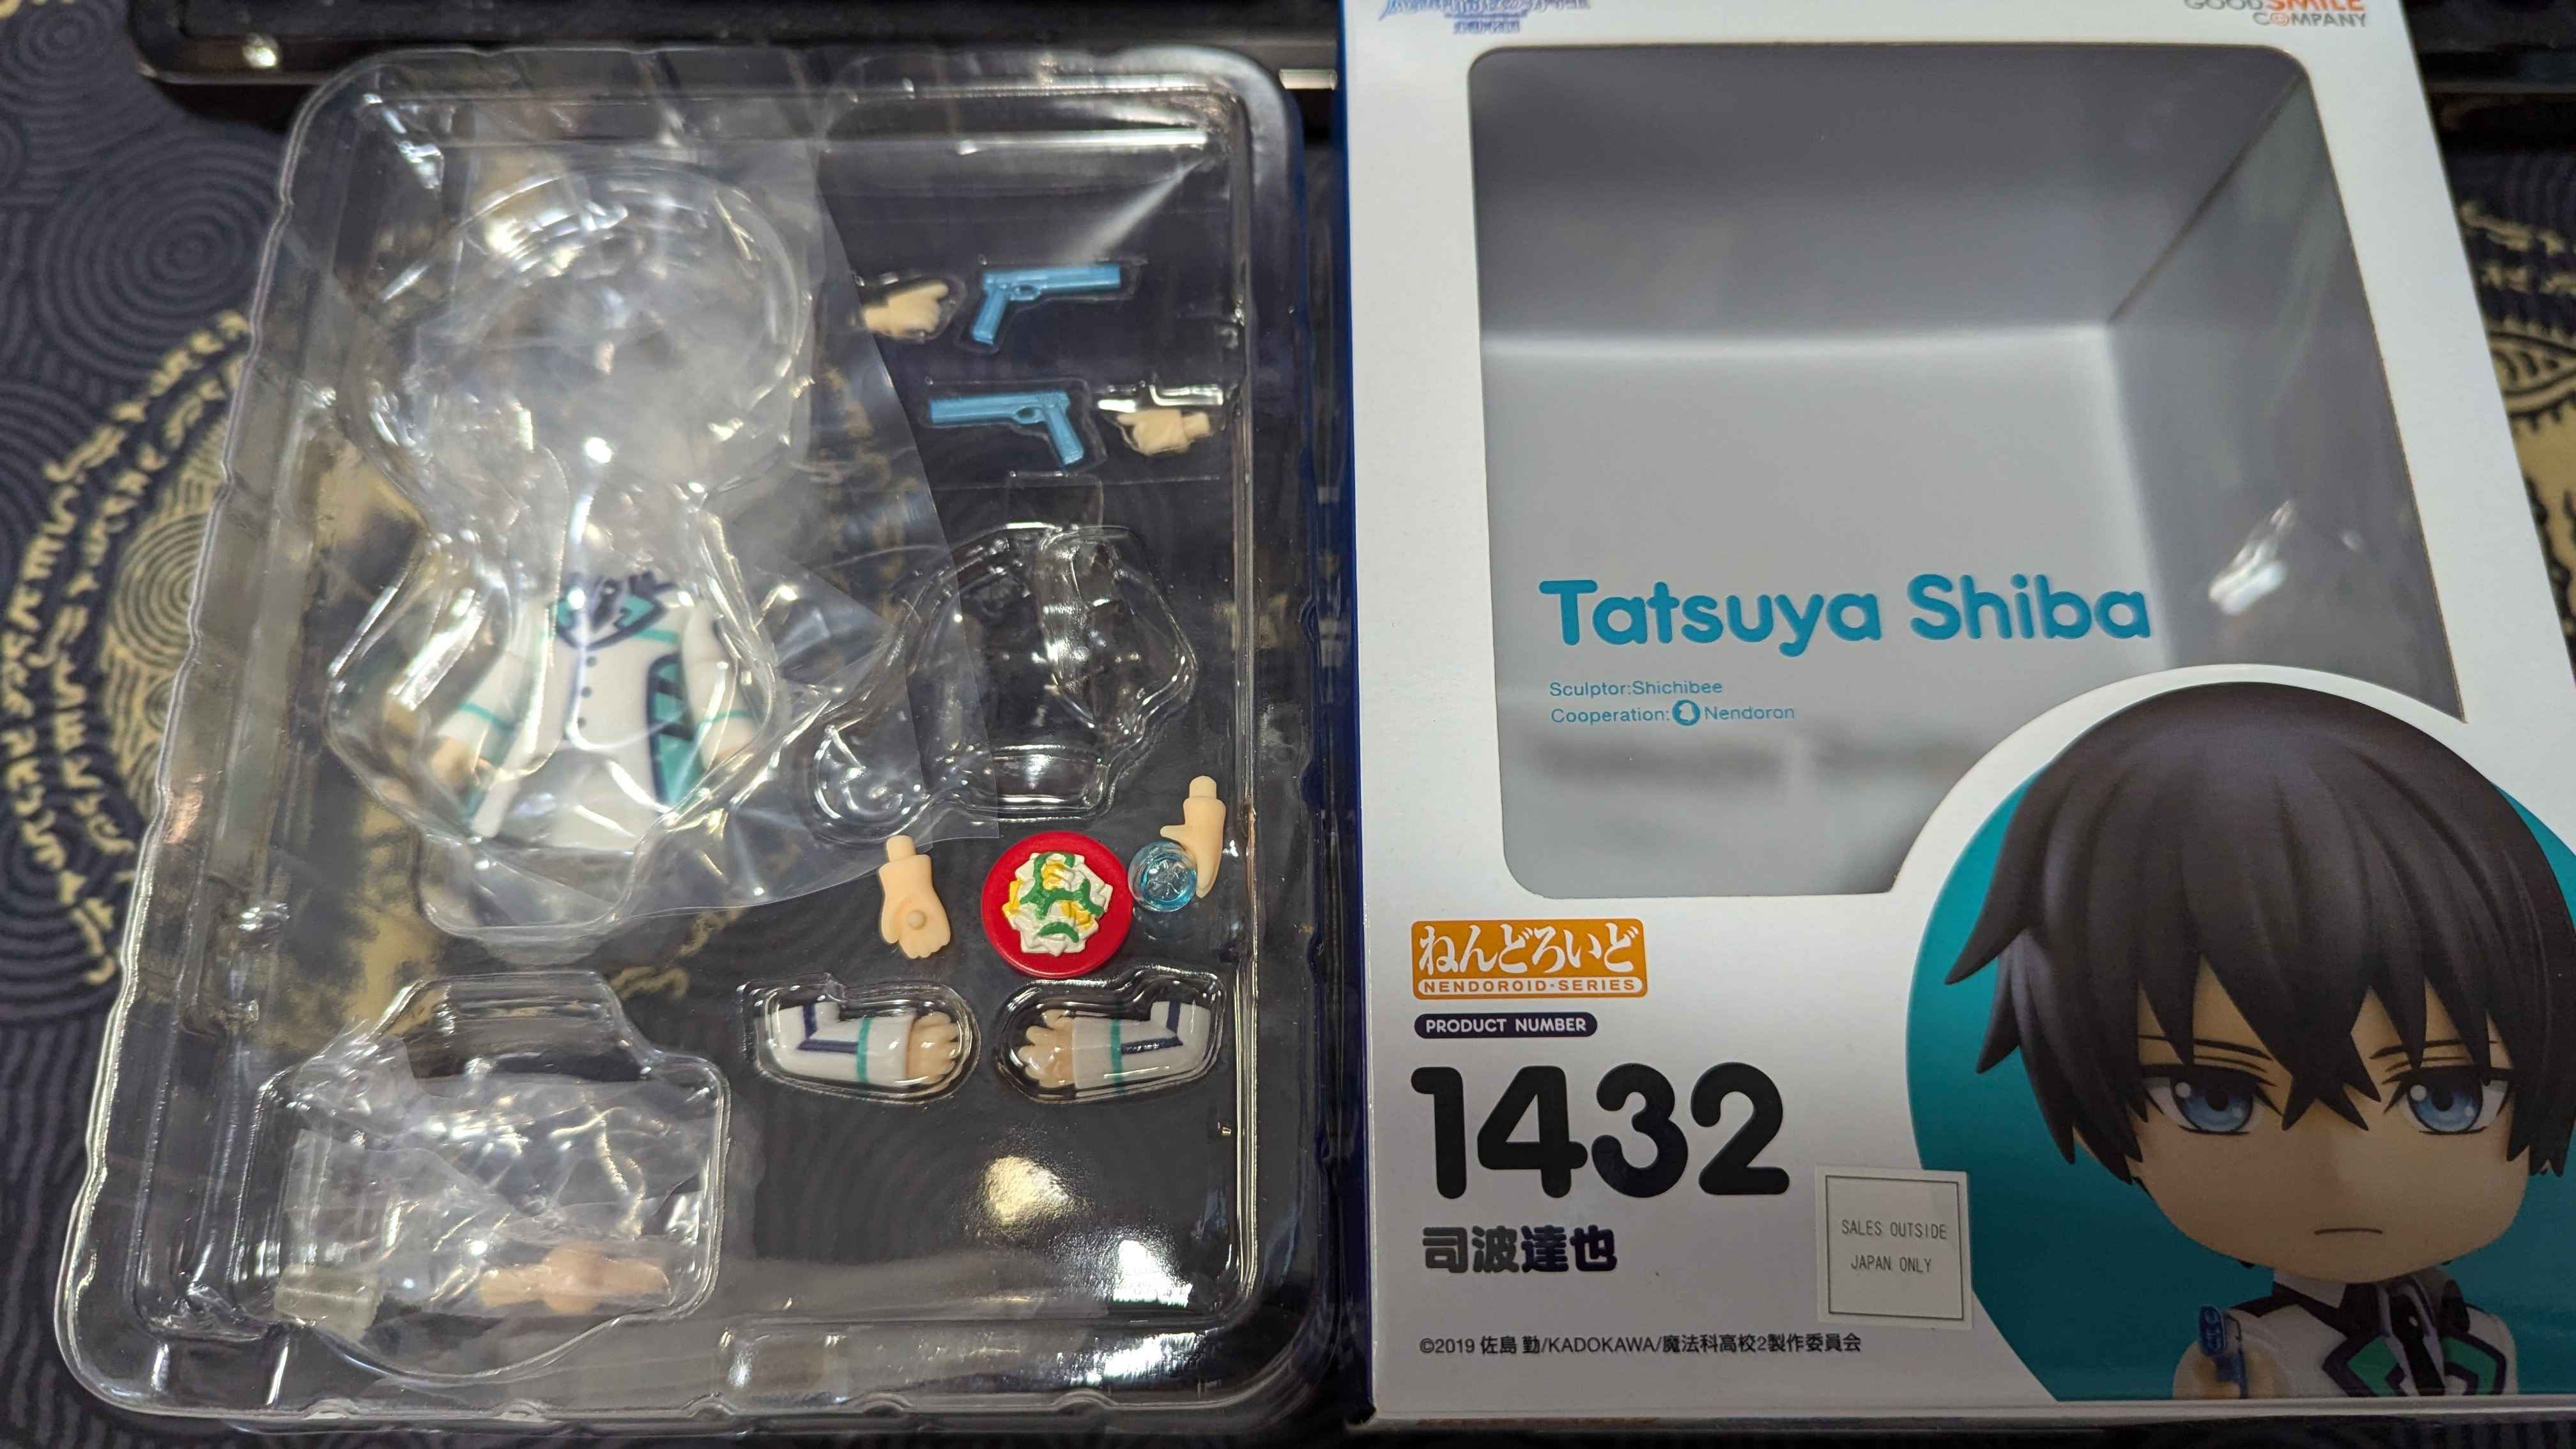 GOODSMILE
COMPANY
Tatsuya Shiba
Sculptor:Shichibee
Cooperation: Nendoron
ねんどろいど
NENDOROID·SERIES
PRODUCT NUMBER
1432
司波達也
SALES OUTSIDE
JAPAN ONLY
©2019 佐島 勤/KADOKAWA/魔法科高校2製作委員会